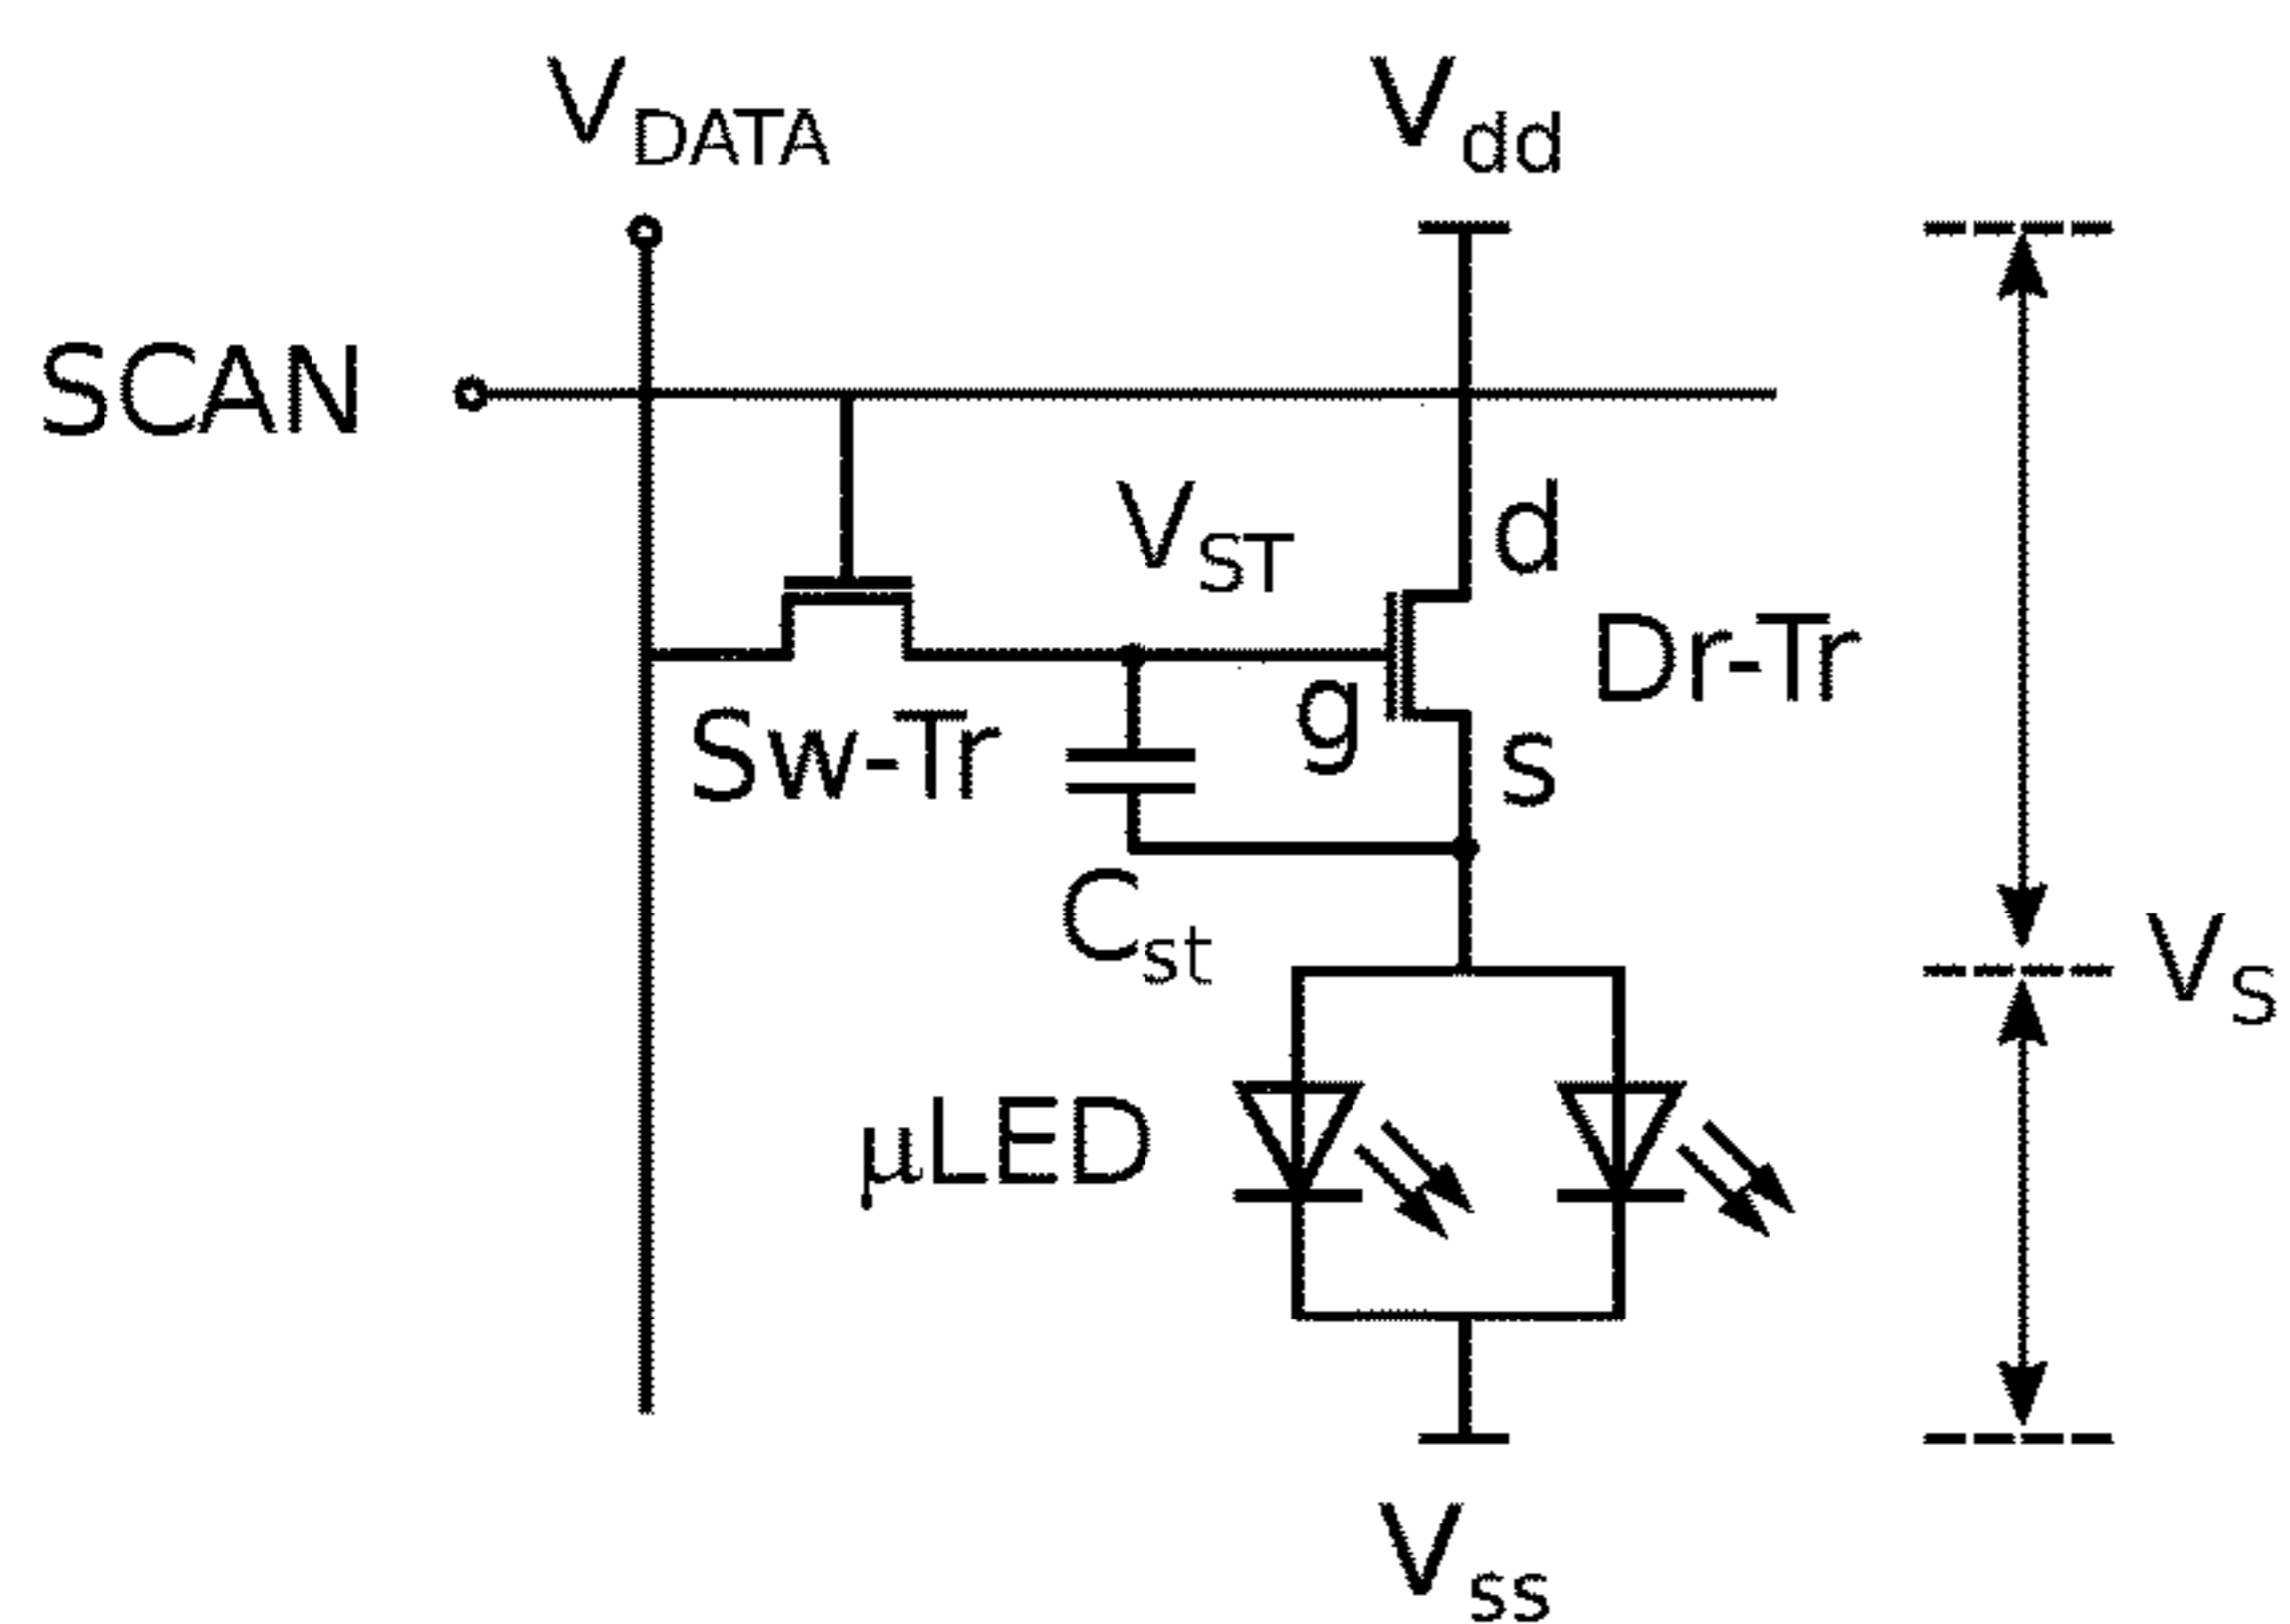 VDATA
Vdd
SCAN
VST
d
Dr-Tr
g
Sw-Tr
s
Cst
VS
μLED
Vss